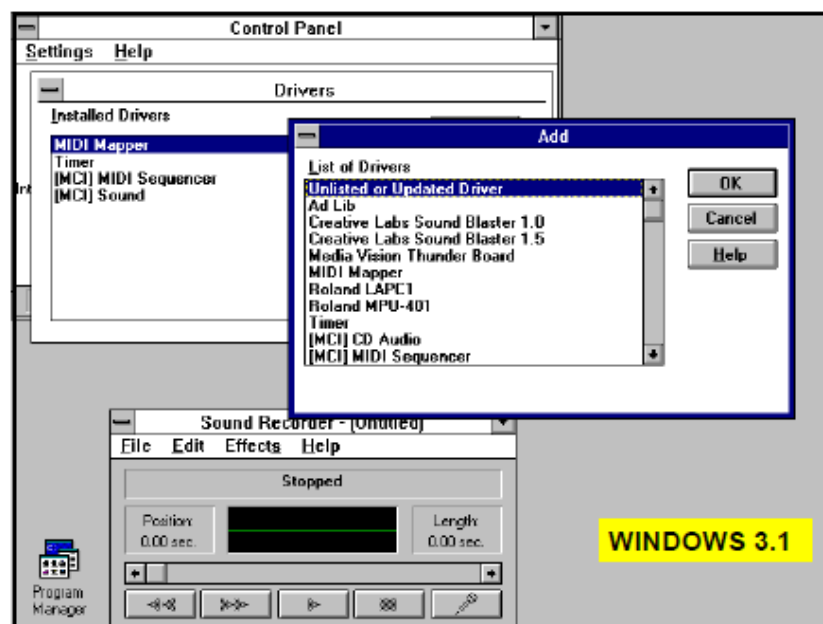 Control Panel
Settings Help
Drivers
Installed Drivers
MIDI Mapper
Timer
[MCI] MIDI Sequencer
[MCI] Sound
Int
Add
List of Drivers
Unlisted or Updated Driver
Ad Lib
Creative Labs Sound Blaster 1.0
Creative Labs Sound Blaster 1.5
Media Vision Thunder Board
MIDI Mapper
Roland LAPC1
Roland MPU-401
Timer
[MCI] CD Audio
[MCI] MIDI Sequencer
OK
Cancel
Help
Sound Recorder - (Untitled)
File Edit Effects Help
Stopped
Position:
0.00 sec.
Length:
0.00 sec.
WINDOWS 3.1
Program
Manager